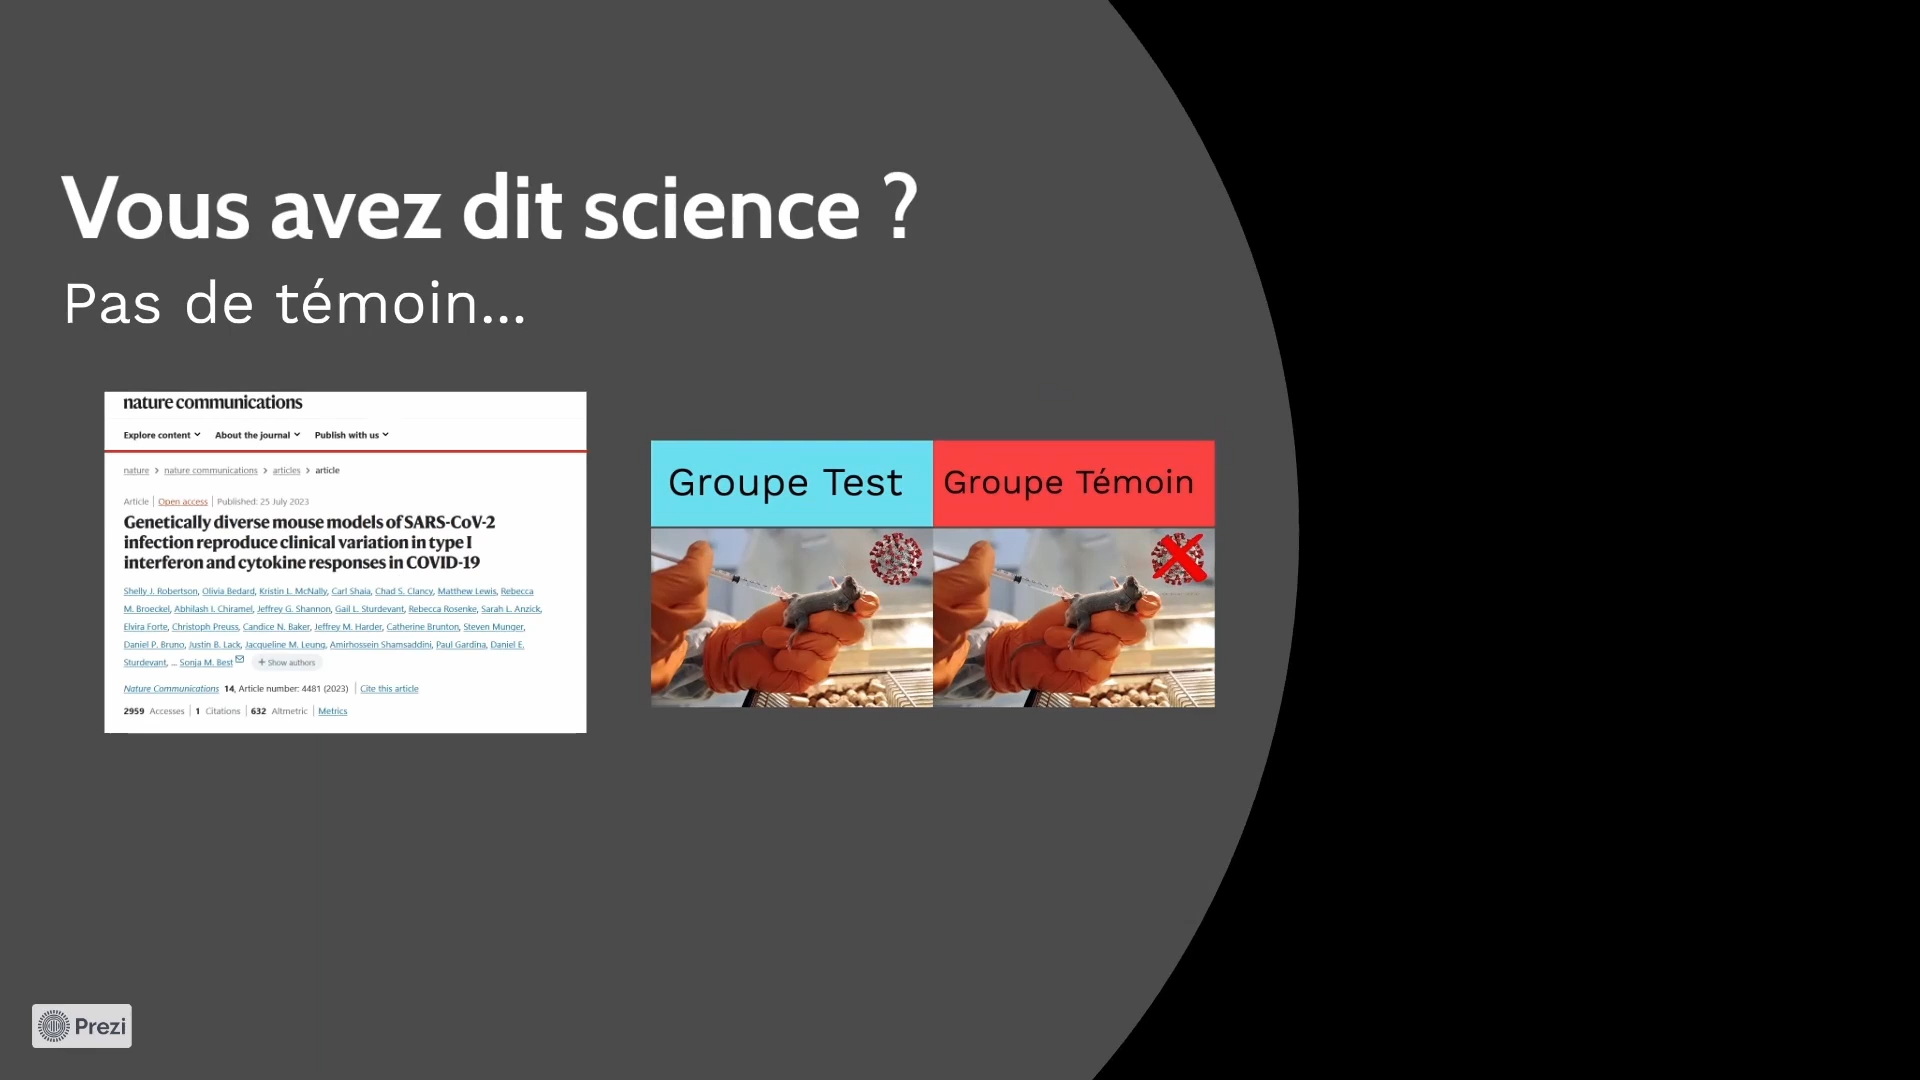 Vous avez dit science ?
Pas de témoin...
nature communications
Explore content
About the journal
Publish with us
nature > nature communications > articles > article
Article | Open access | Published: 25 July 2023
Genetically diverse mouse models of SARS-CoV-2
infection reproduce clinical variation in type I
interferon and cytokine responses in COVID-19
Shelly J. Robertson, Olivia Bedard, Kristin L. McNally, Carl Shaia, Chad S. Clancy, Matthew Lewis, Rebecca
M. Broeckel, Abhilash I. Chiramel, Jeffrey G. Shannon, Gail L. Sturdevant, Rebecca Rosenke, Sarah L. Anzick,
Elvira Forte, Christoph Preuss, Candice N. Baker, Jeffrey M. Harder, Catherine Brunton, Steven Munger,
Daniel P. Bruno, Justin B. Lack, Jacqueline M. Leung, Amirhossein Shamsaddini, Paul Gardina, Daniel E.
Sturdevant, ... Sonja M. Best + Show authors
Nature Communications 14, Article number: 4481 (2023) | Cite this article
2959 Accesses | 1 Citations | 632 Altmetric | Metrics
Groupe Test
Groupe Témoin
Prezi